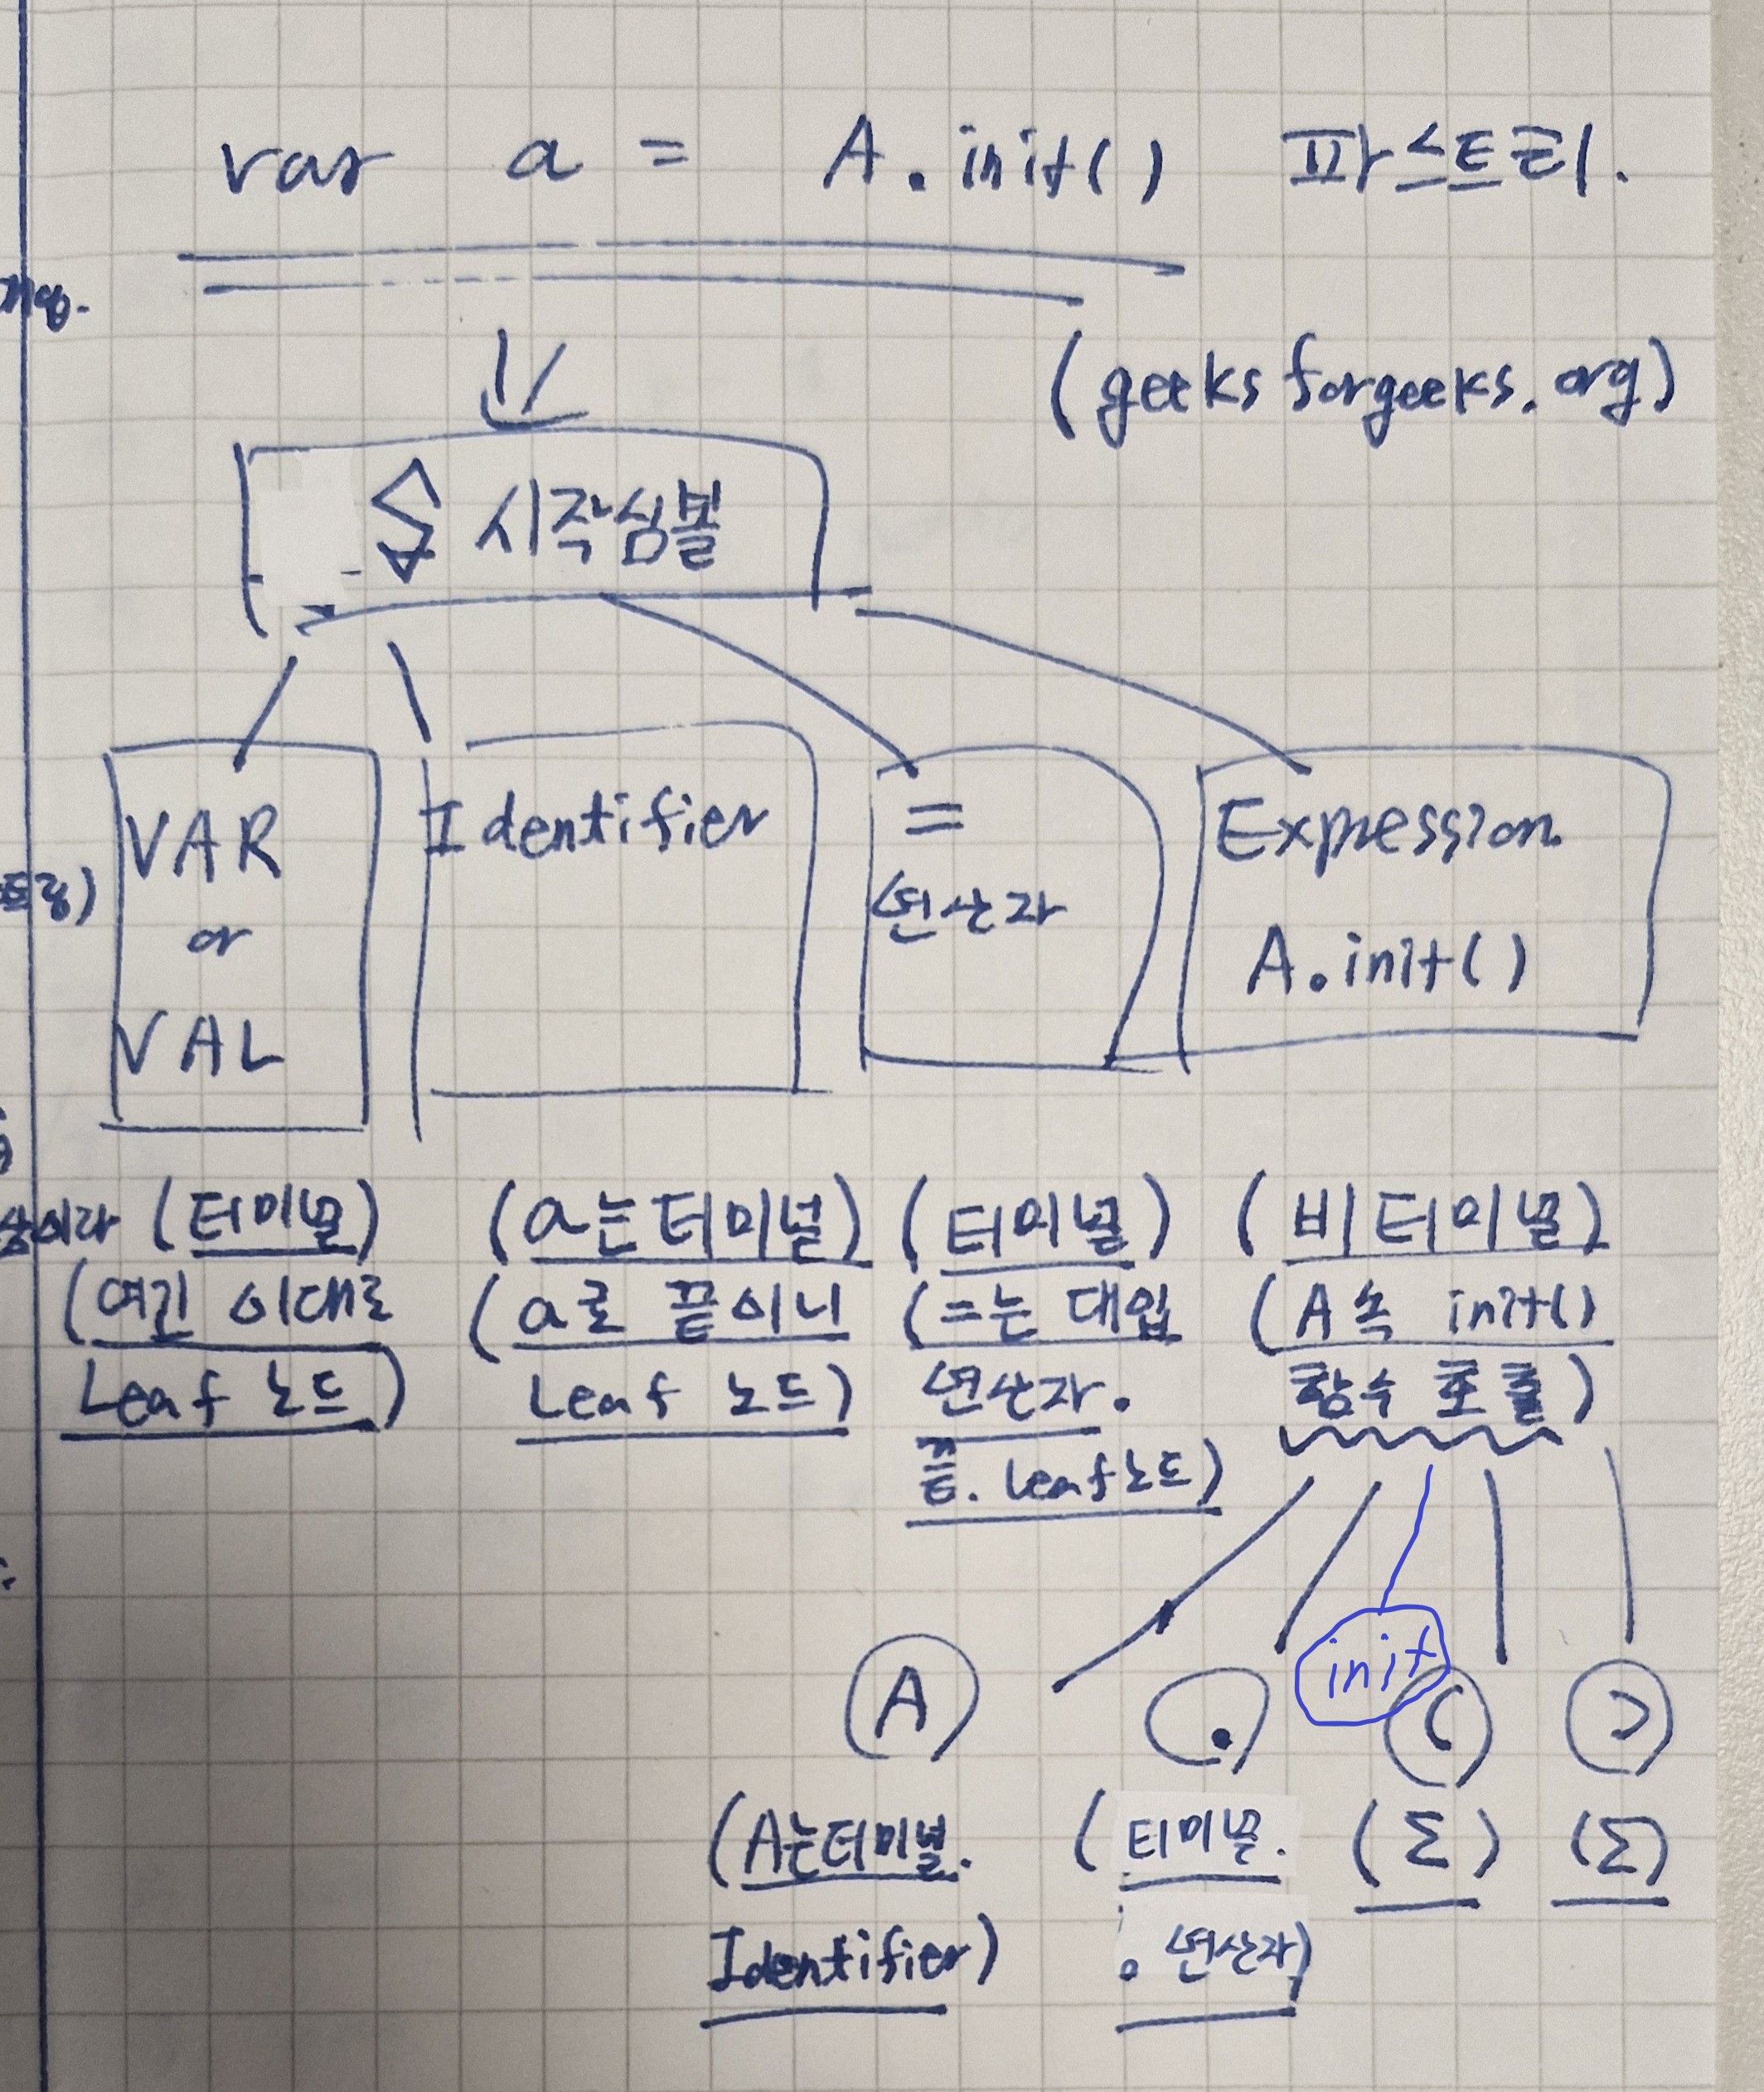 var a = A.init() 파스트리.
(geeksforgeeks.org)
S 시작심볼
VAR
or
VAL
Identifier
=
연산자
Expression
A.init()
(터미널)
(여긴 이대로
Leaf 노드)
(a는터미널)
(a로 끝이니
Leaf 노드)
(터미널)
(=는 대입
연산자.
끝. Leaf노드)
(비터미널)
(A속 init()
함수 호출)
A
.
init
(
)
(A는터미널.
Identifier)
(터미널.
. 연산자)
(Σ)
(Σ)